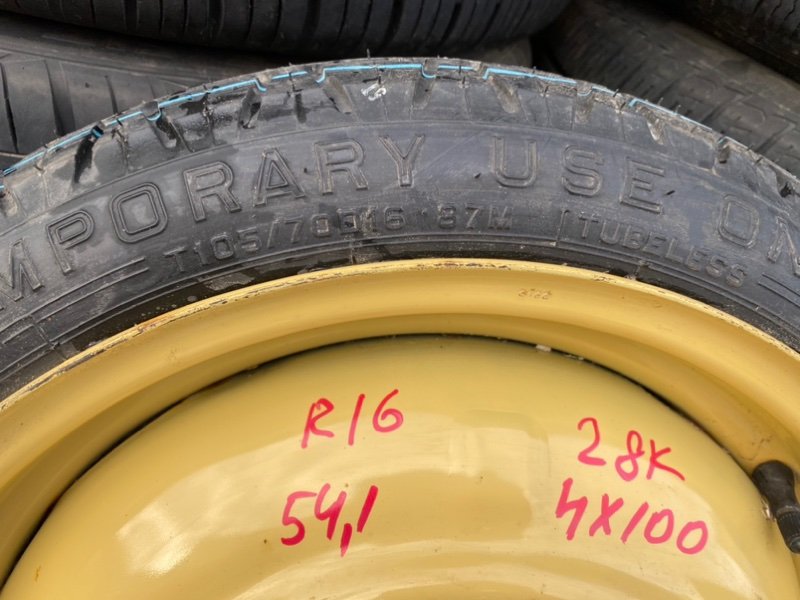 MPORARY USE ON
T105/70D16 87M TUBELESS
R16
28K
54,1
4X100